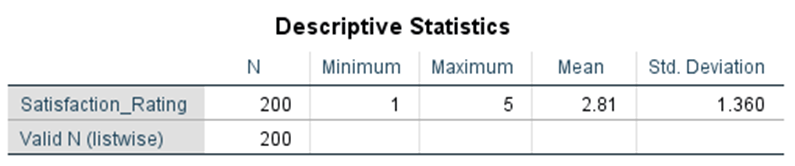 Descriptive Statistics
N Minimum Maximum Mean Std. Deviation
Satisfaction_Rating 200 1 5 2.81 1.360
Valid N (listwise) 200